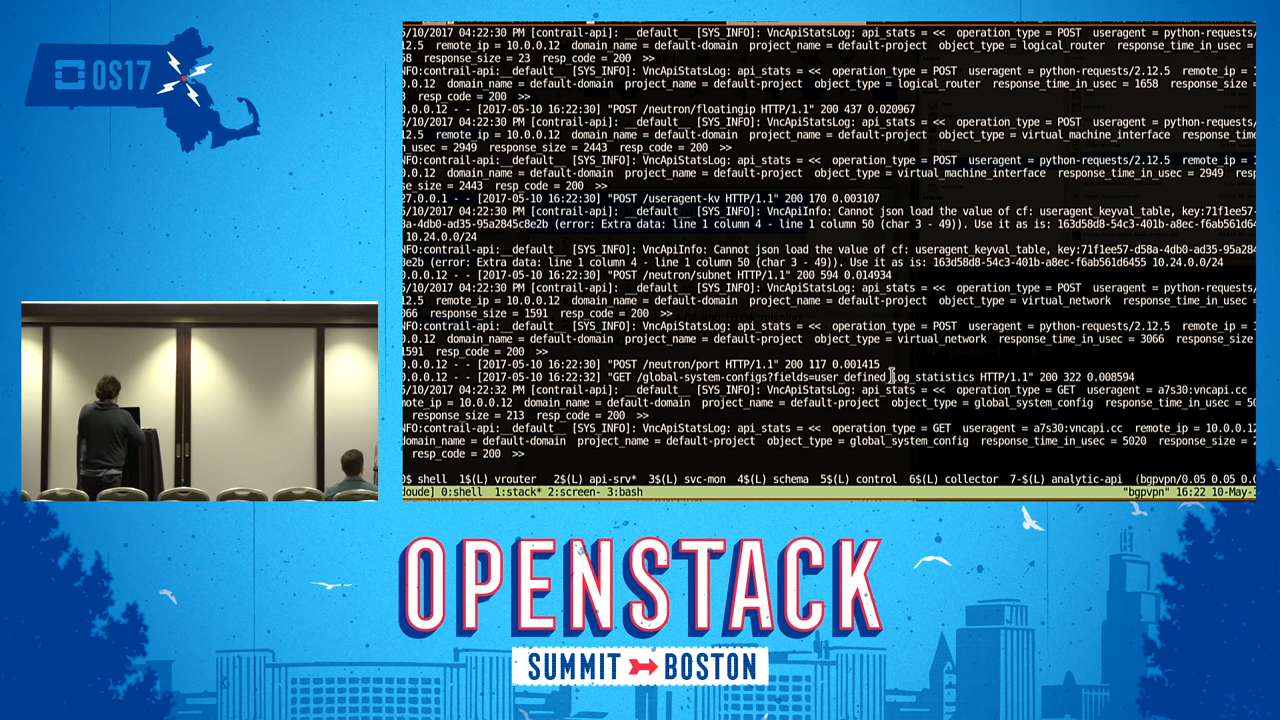 OS17
5/10/2017 04:22:30 PM [contrail-api]: __default__ [SYS_INFO]: VncApiStatsLog: api_stats = << operation_type = POST useragent = python-requests/
12.5 remote_ip = 10.0.0.12 domain_name = default-domain project_name = default-project object_type = logical_router response_time_in_usec =
58 response_size = 23 resp_code = 200 >>
NFO:contrail-api:__default__ [SYS_INFO]: VncApiStatsLog: api_stats = << operation_type = POST useragent = python-requests/2.12.5 remote_ip = 1
0.0.12 domain_name = default-domain project_name = default-project object_type = logical_router response_time_in_usec = 1658 response_size =
3 resp_code = 200 >>
0.0.0.12 - - [2017-05-10 16:22:30] "POST /neutron/floatingip HTTP/1.1" 200 437 0.020967
5/10/2017 04:22:30 PM [contrail-api]: __default__ [SYS_INFO]: VncApiStatsLog: api_stats = << operation_type = POST useragent = python-requests/
12.5 remote_ip = 10.0.0.12 domain_name = default-domain project_name = default-project object_type = virtual_machine_interface response_time
in_usec = 2949 response_size = 2443 resp_code = 200 >>
NFO:contrail-api:__default__ [SYS_INFO]: VncApiStatsLog: api_stats = << operation_type = POST useragent = python-requests/2.12.5 remote_ip = 1
0.0.12 domain_name = default-domain project_name = default-project object_type = virtual_machine_interface response_time_in_usec = 2949 respon
se_size = 2443 resp_code = 200 >>
27.0.0.1 - - [2017-05-10 16:22:30] "POST /useragent-kv HTTP/1.1" 200 170 0.003107
5/10/2017 04:22:30 PM [contrail-api]: __default__ [SYS_INFO]: VncApiInfo: Cannot json load the value of cf: useragent_keyval_table, key:71f1ee57-
8a-4db0-ad35-95a2845c8e2b (error: Extra data: line 1 column 4 - line 1 column 50 (char 3 - 49)). Use it as is: 163d58d8-54c3-401b-a8ec-f6ab561d6
10.24.0.0/24
NFO:contrail-api:__default__ [SYS_INFO]: VncApiInfo: Cannot json load the value of cf: useragent_keyval_table, key:71f1ee57-d58a-4db0-ad35-95a284
8e2b (error: Extra data: line 1 column 4 - line 1 column 50 (char 3 - 49)). Use it as is: 163d58d8-54c3-401b-a8ec-f6ab561d6455 10.24.0.0/24
0.0.0.12 - - [2017-05-10 16:22:30] "POST /neutron/subnet HTTP/1.1" 200 594 0.014934
5/10/2017 04:22:30 PM [contrail-api]: __default__ [SYS_INFO]: VncApiStatsLog: api_stats = << operation_type = POST useragent = python-requests/
12.5 remote_ip = 10.0.0.12 domain_name = default-domain project_name = default-project object_type = virtual_network response_time_in_usec =
066 response_size = 1591 resp_code = 200 >>
NFO:contrail-api:__default__ [SYS_INFO]: VncApiStatsLog: api_stats = << operation_type = POST useragent = python-requests/2.12.5 remote_ip = 1
0.0.12 domain_name = default-domain project_name = default-project object_type = virtual_network response_time_in_usec = 3066 response_size
1591 resp_code = 200 >>
0.0.0.12 - - [2017-05-10 16:22:30] "POST /neutron/port HTTP/1.1" 200 117 0.001415
0.0.0.12 - - [2017-05-10 16:22:32] "GET /global-system-configs?fields=user_defined_log_statistics HTTP/1.1" 200 322 0.008594
5/10/2017 04:22:32 PM [contrail-api]: __default__ [SYS_INFO]: VncApiStatsLog: api_stats = << operation_type = GET useragent = a7s30:vncapi.cc
ote_ip = 10.0.0.12 domain_name = default-domain project_name = default-project object_type = global_system_config response_time_in_usec = 50
response_size = 213 resp_code = 200 >>
NFO:contrail-api:__default__ [SYS_INFO]: VncApiStatsLog: api_stats = << operation_type = GET useragent = a7s30:vncapi.cc remote_ip = 10.0.0.12
domain_name = default-domain project_name = default-project object_type = global_system_config response_time_in_usec = 5020 response_size = 2
resp_code = 200 >>
0$ shell 1$(L) vrouter 2$(L) api-srv* 3$(L) svc-mon 4$(L) schema 5$(L) control 6$(L) collector 7-$(L) analytic-api (bgpvpn/0.05 0.05 0.0
doude] 0:shell 1:stack* 2:screen- 3:bash "bgpvpn" 16:22 10-May-1
OPENSTACK
SUMMIT BOSTON